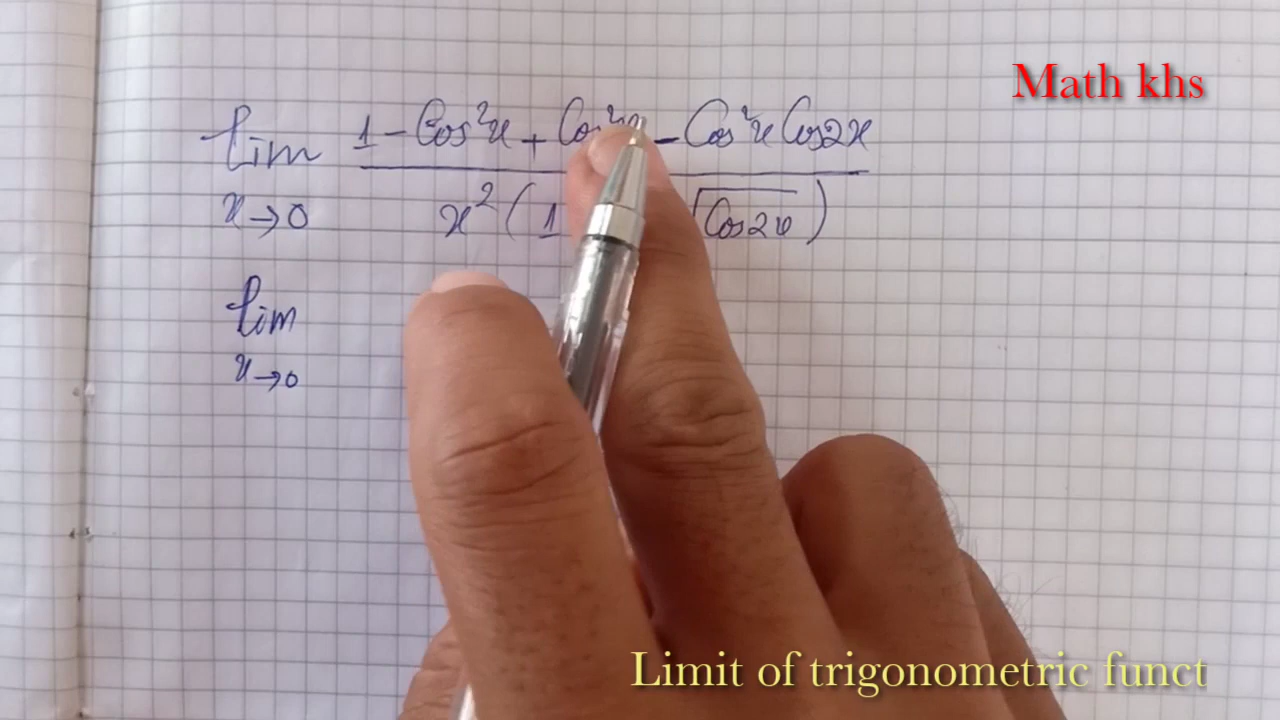 Math khs
lim 1 - Cos²x + Cos²x - Cos²x Cos2x
x→0 x² ( 1 √Cos2x )
lim
x→0
Limit of trigonometric funct